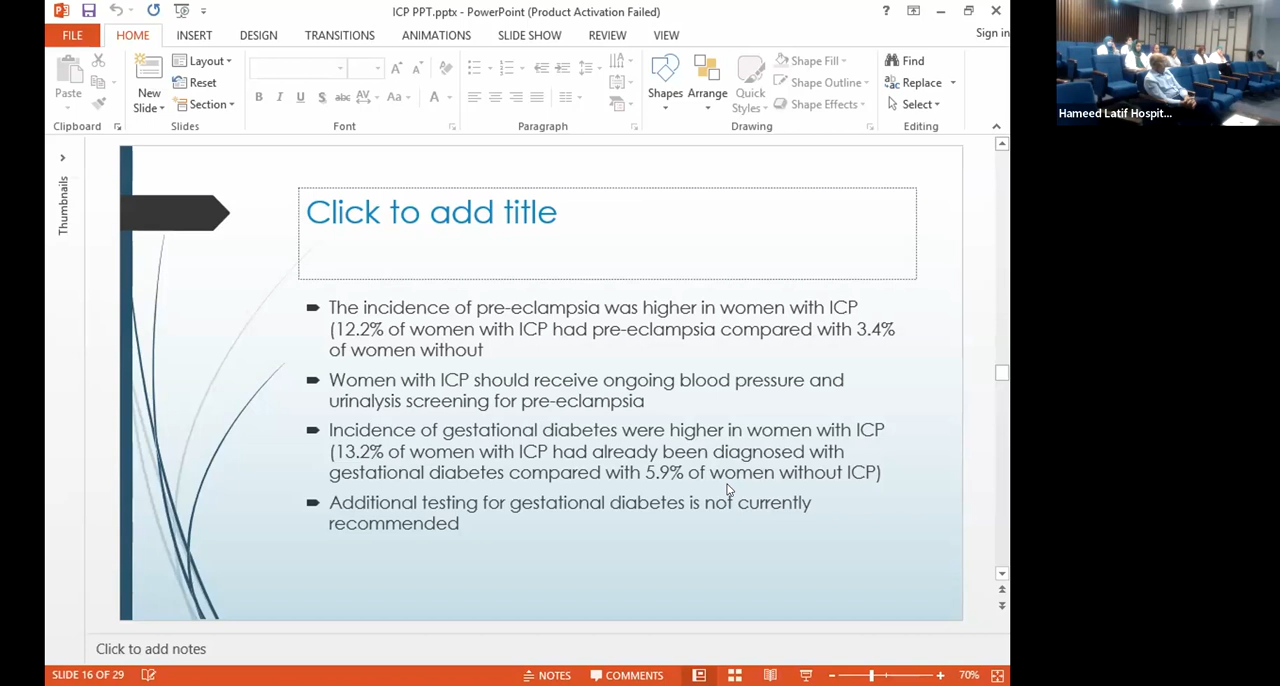 ICP PPT.pptx - PowerPoint (Product Activation Failed)
?
FILE
HOME
INSERT
DESIGN
TRANSITIONS
ANIMATIONS
SLIDE SHOW
REVIEW
VIEW
Sign in
Paste
New
Slide
Layout
Reset
Section
B I U S abc AV Aa A
Shapes
Arrange
Quick
Styles
Shape Fill
Shape Outline
Shape Effects
Find
Replace
Select
Clipboard
Slides
Font
Paragraph
Drawing
Editing
Thumbnails
Click to add title
The incidence of pre-eclampsia was higher in women with ICP
(12.2% of women with ICP had pre-eclampsia compared with 3.4%
of women without
Women with ICP should receive ongoing blood pressure and
urinalysis screening for pre-eclampsia
Incidence of gestational diabetes were higher in women with ICP
(13.2% of women with ICP had already been diagnosed with
gestational diabetes compared with 5.9% of women without ICP)
Additional testing for gestational diabetes is not currently
recommended
Click to add notes
SLIDE 16 OF 29
NOTES
COMMENTS
70%
Hameed Latif Hospit...